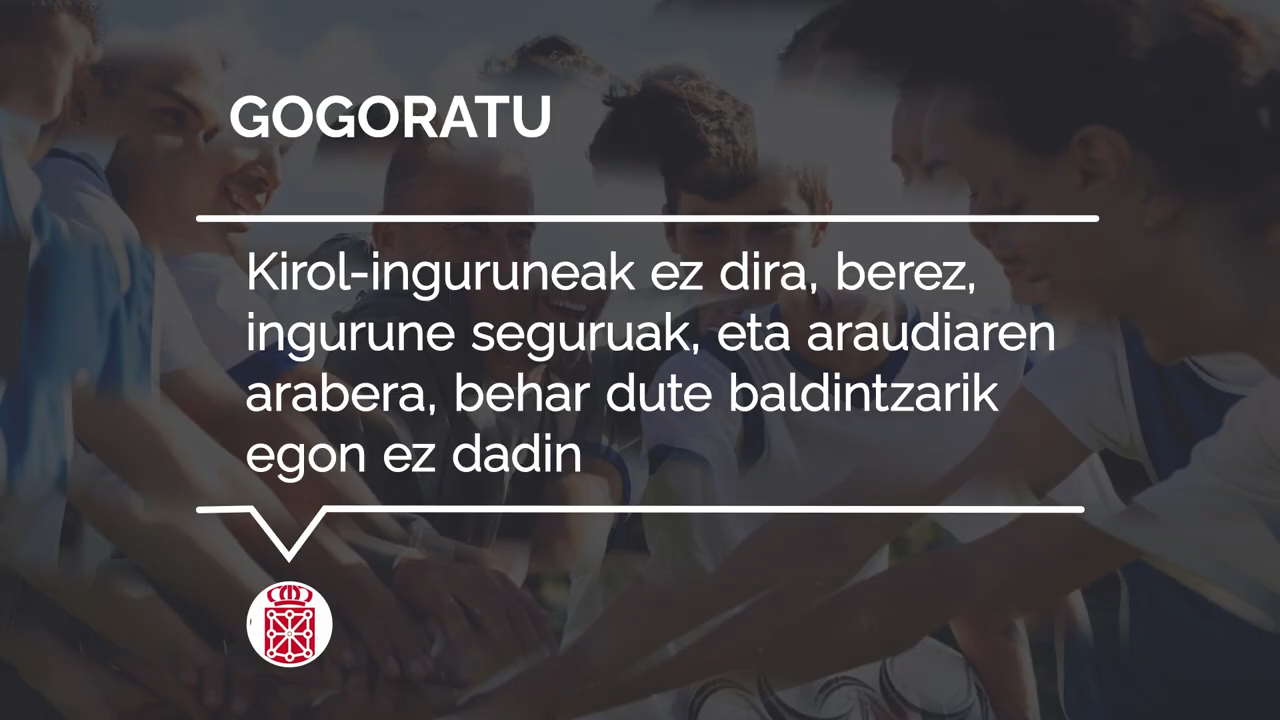 GOGORATU
Kirol-inguruneak ez dira, berez,
ingurune seguruak, eta araudiaren
arabera, behar dute baldintzarik
egon ez dadin